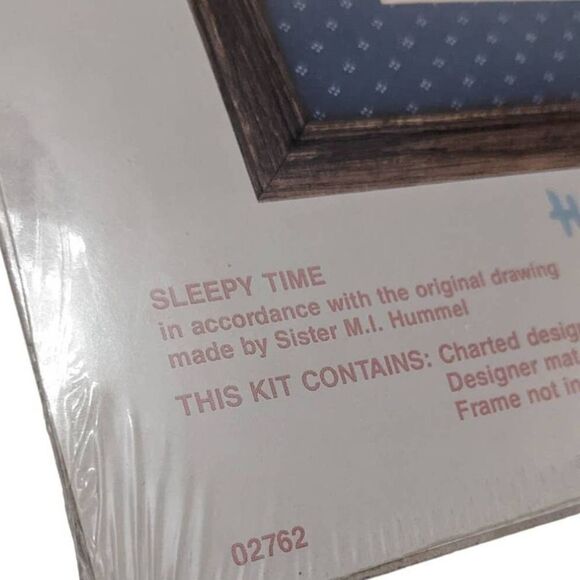 SLEEPY TIME
in accordance with the original drawing
made by Sister M.I. Hummel
THIS KIT CONTAINS: Charted desig
Designer mat
Frame not in
02762